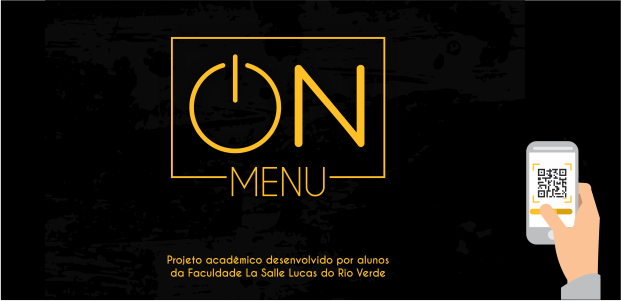 ON
MENU
Projeto acadêmico desenvolvido por alunos
da Faculdade La Salle Lucas do Rio Verde